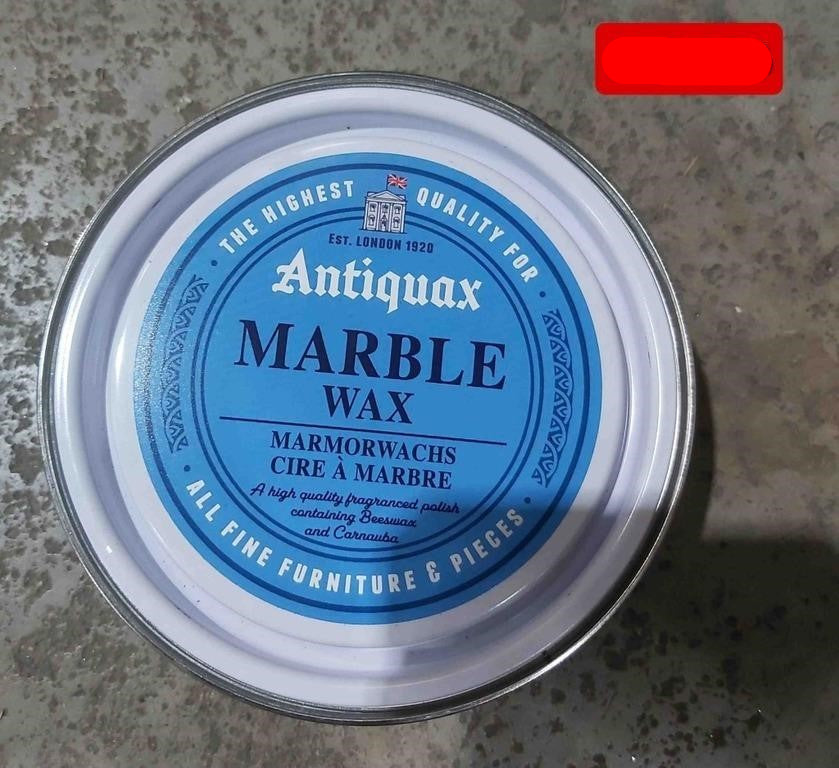 THE HIGHEST QUALITY FOR
EST. LONDON 1920
Antiquax
MARBLE
WAX
MARMORWACHS
CIRE À MARBRE
A high quality fragranced polish
containing Beeswax
and Carnauba
ALL FINE FURNITURE & PIECES